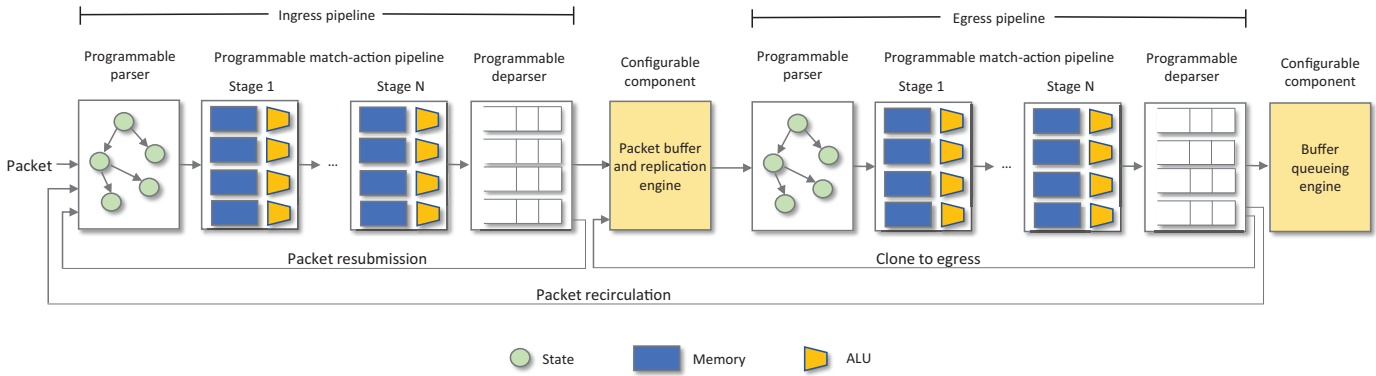 Ingress pipeline
Egress pipeline
Programmable
parser
Programmable match-action pipeline
Stage 1
Stage N
Programmable
deparser
Configurable
component
Programmable
parser
Programmable match-action pipeline
Stage 1
Stage N
Programmable
deparser
Configurable
component
Packet
...
Packet buffer
and replication
engine
...
Buffer
queueing
engine
Packet resubmission
Clone to egress
Packet recirculation
State
Memory
ALU